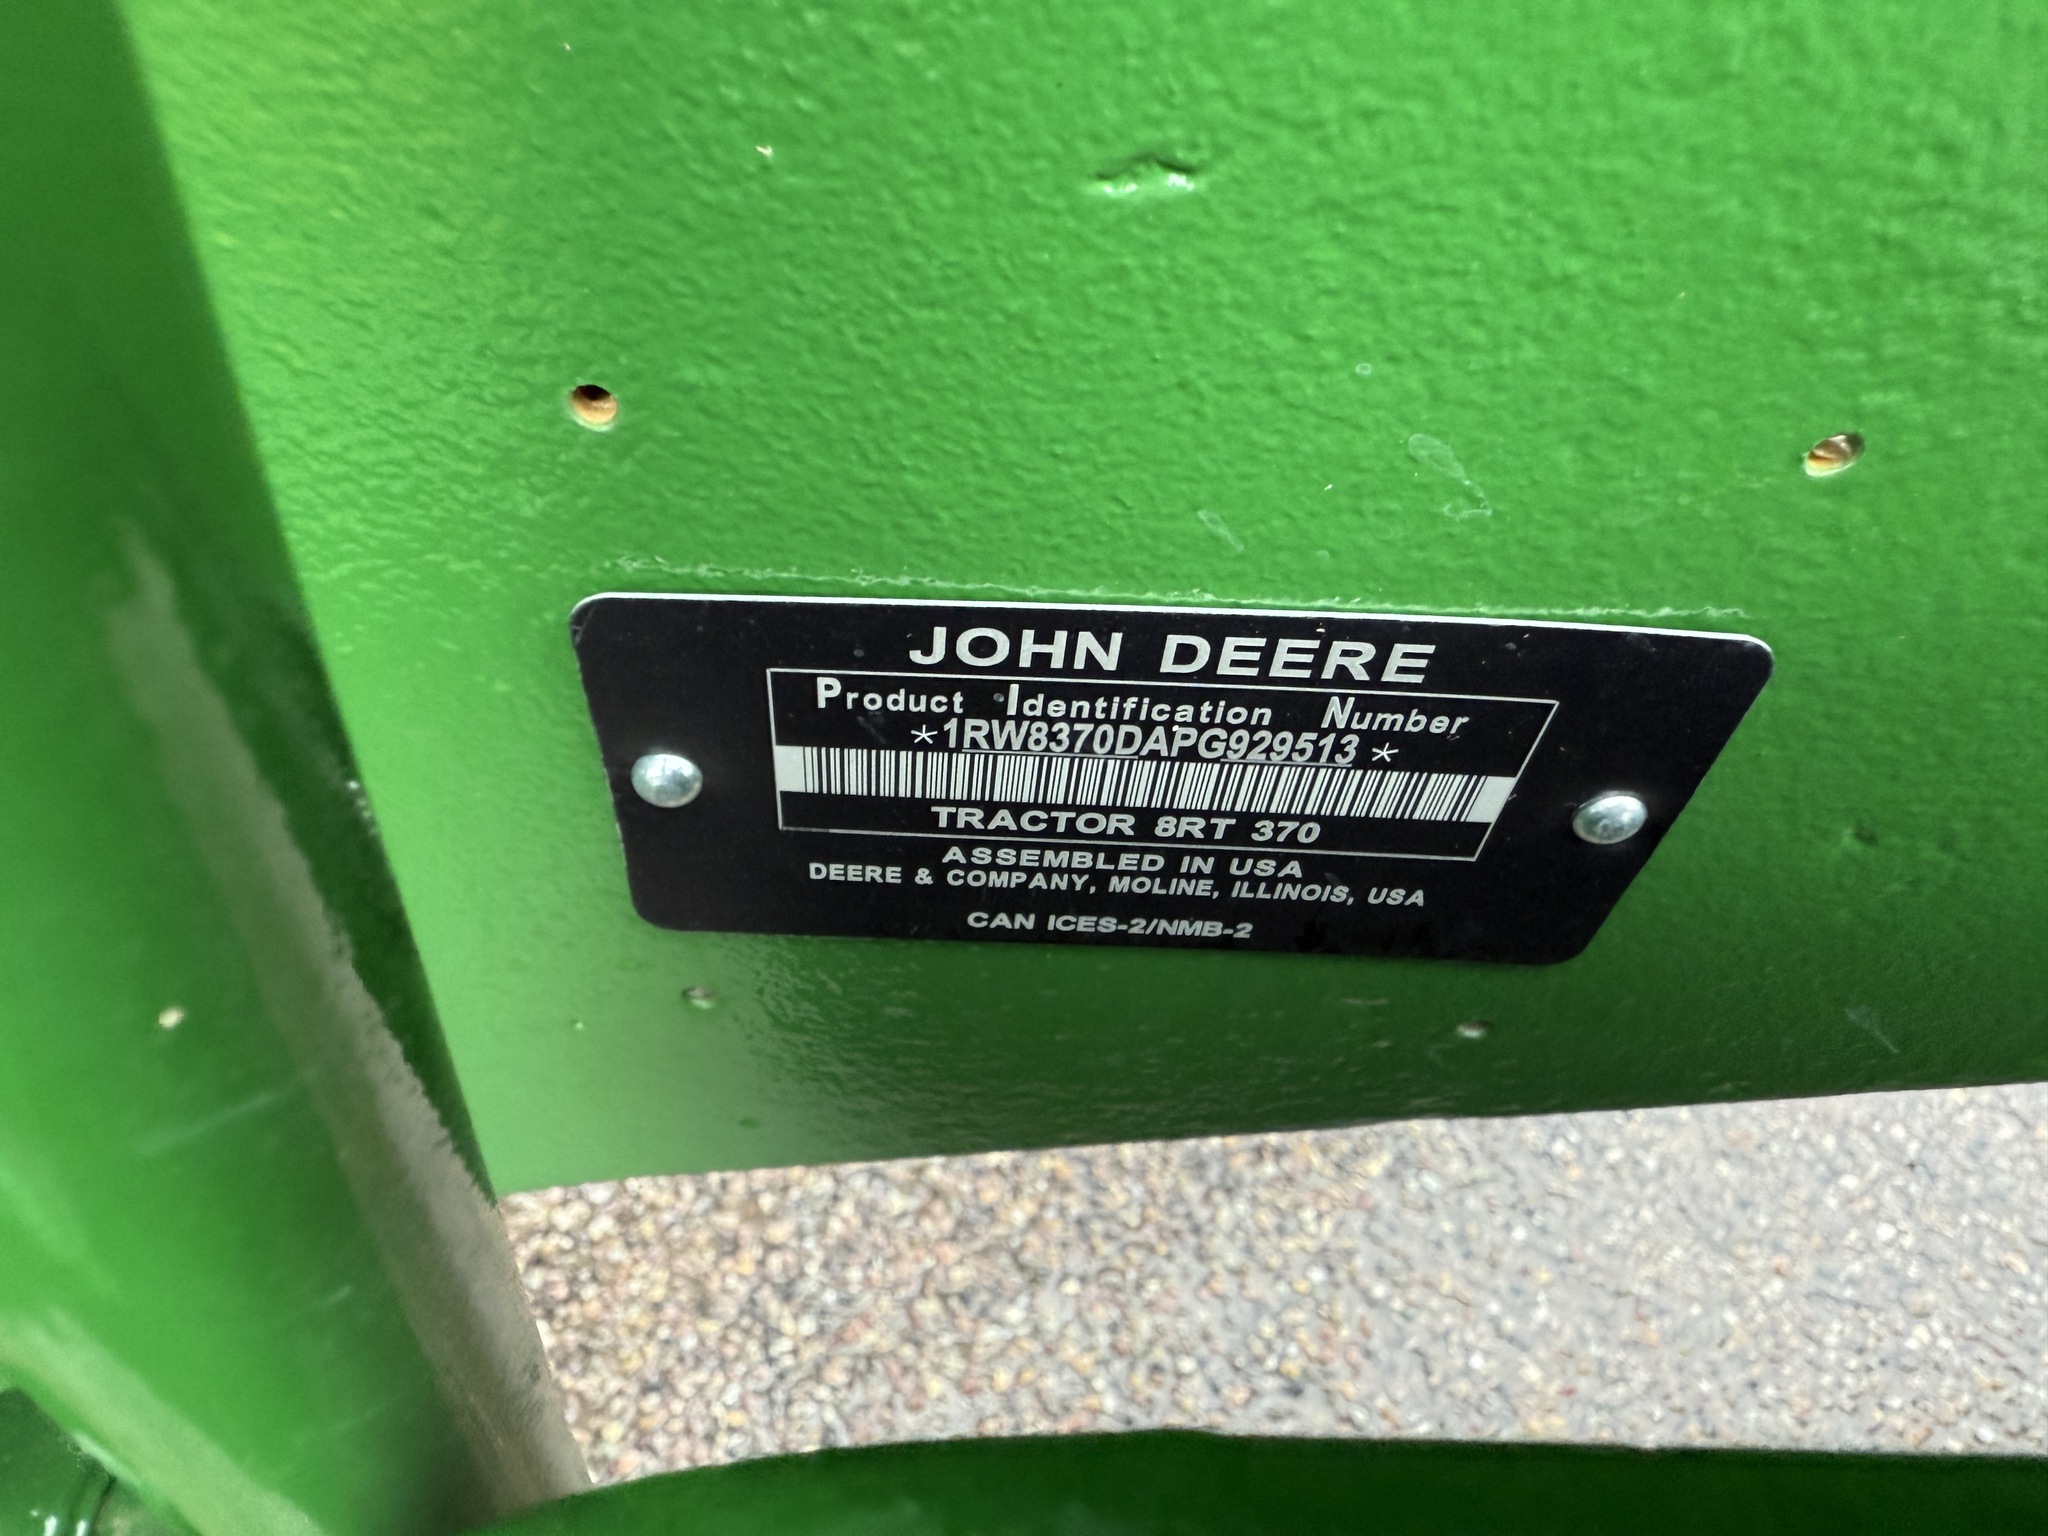 JOHN DEERE
Product Identification Number
*1RW8370DAPG929513*
TRACTOR 8RT 370
ASSEMBLED IN USA
DEERE & COMPANY, MOLINE, ILLINOIS, USA
CAN ICES-2/NMB-2